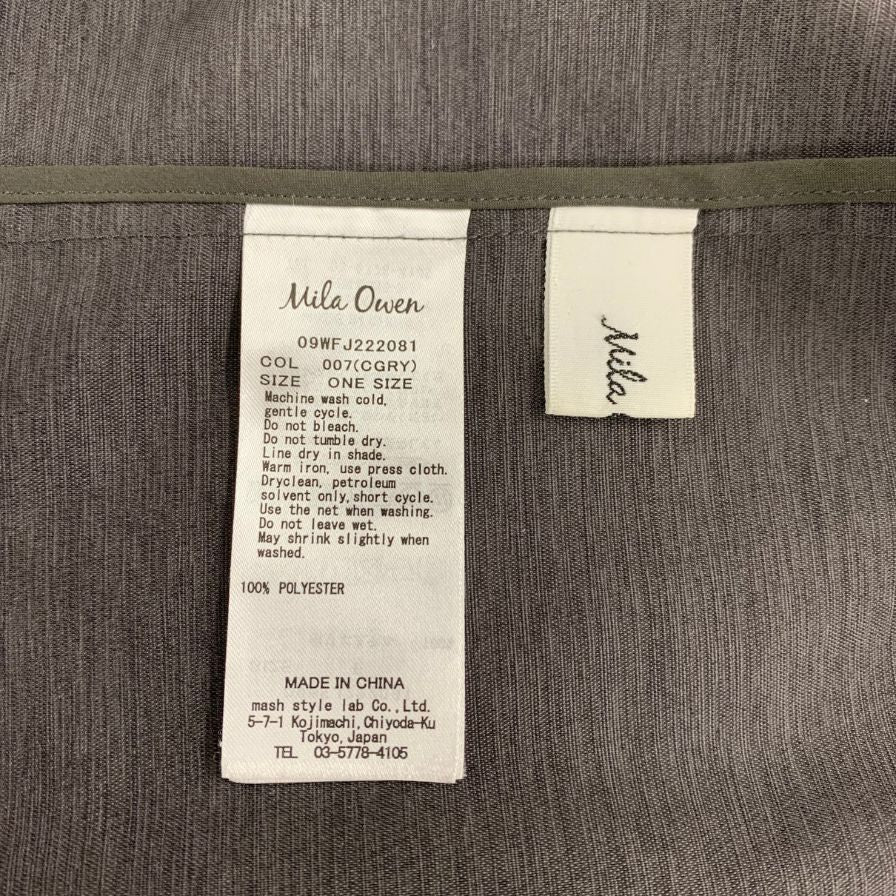 Mila Owen
09WFJ222081
COL 007(CGRY)
SIZE ONE SIZE
Machine wash cold,
gentle cycle.
Do not bleach.
Do not tumble dry.
Line dry in shade.
Warm iron, use press cloth.
Dryclean, petroleum
solvent only, short cycle.
Use the net when washing.
Do not leave wet.
May shrink slightly when
washed.
100% POLYESTER
MADE IN CHINA
mash style lab Co., Ltd.
5-7-1 Kojimachi, Chiyoda-Ku
Tokyo, Japan
TEL 03-5778-4105
Mila